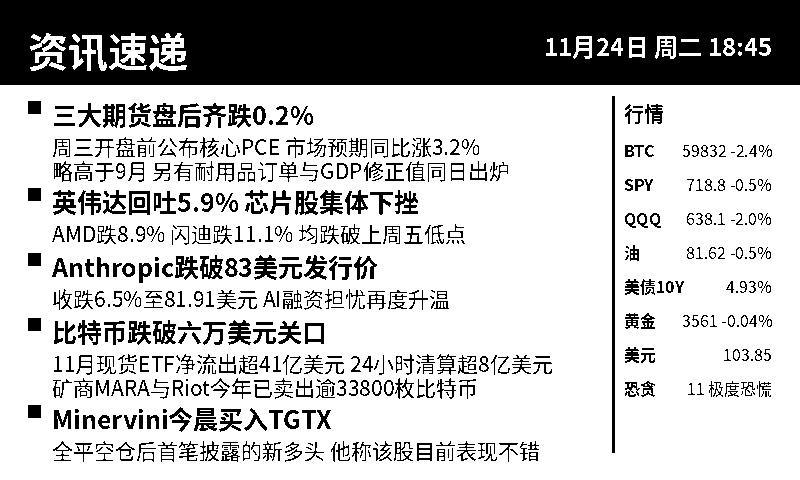 资讯速递
11月24日 周二 18:45
三大期货盘后齐跌0.2%
周三开盘前公布核心PCE 市场预期同比涨3.2%
略高于9月 另有耐用品订单与GDP修正值同日出炉
英伟达回吐5.9% 芯片股集体下挫
AMD跌8.9% 闪迪跌11.1% 均跌破上周五低点
Anthropic跌破83美元发行价
收跌6.5%至81.91美元 AI融资担忧再度升温
比特币跌破六万美元关口
11月现货ETF净流出超41亿美元 24小时清算超8亿美元
矿商MARA与Riot今年已卖出逾33800枚比特币
Minervini今晨买入TGTX
全平空仓后首笔披露的新多头 他称该股目前表现不错
行情
BTC 59832 -2.4%
SPY 718.8 -0.5%
QQQ 638.1 -2.0%
油 81.62 -0.5%
美债10Y 4.93%
黄金 3561 -0.04%
美元 103.85
恐贪 11 极度恐慌